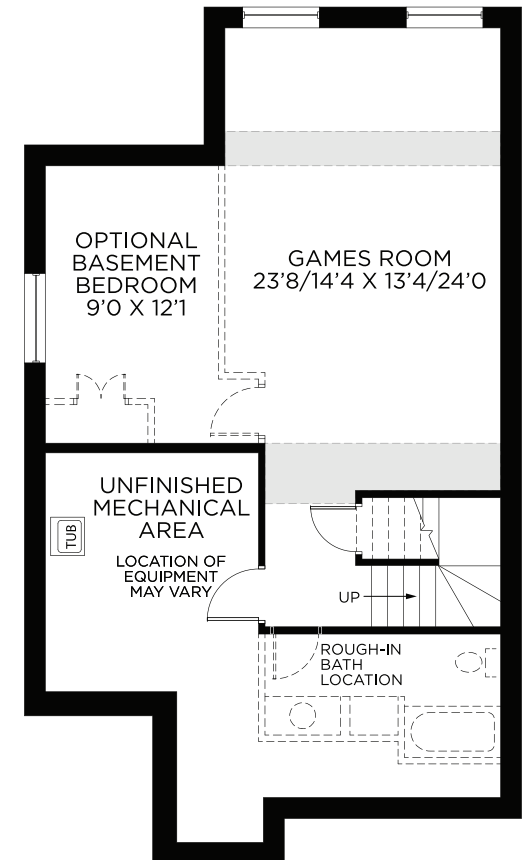 OPTIONAL
BASEMENT
BEDROOM
9'0 X 12'1
GAMES ROOM
23'8/14'4 X 13'4/24'0
UNFINISHED
MECHANICAL
AREA
LOCATION OF
EQUIPMENT
MAY VARY
TUB
UP
ROUGH-IN
BATH
LOCATION